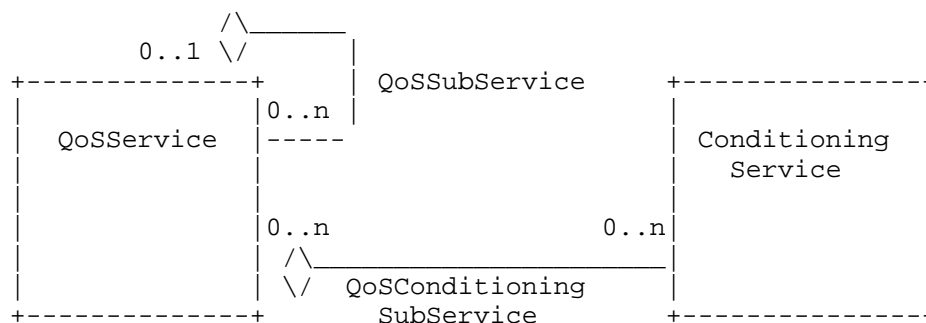 0..1
QoSSubService
0..n
QoSService
Conditioning
Service
0..n 0..n
QoSConditioning
SubService